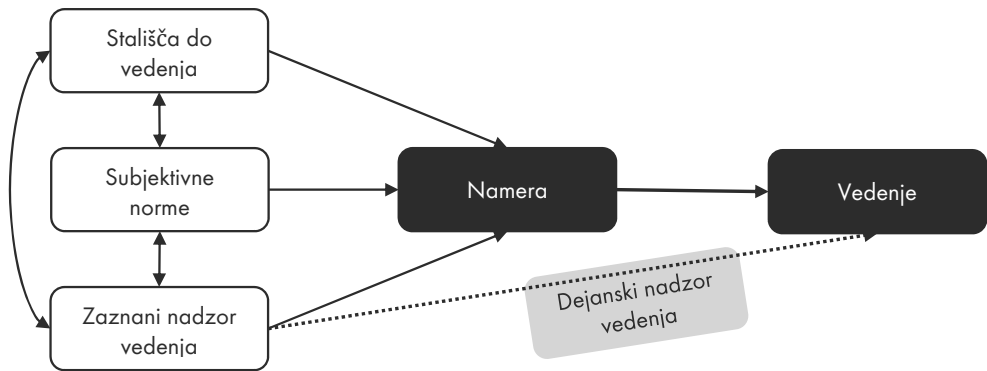 Stališča do
vedenja
Subjektivne
norme
Namera
Vedenje
Zaznani nadzor
vedenja
Dejanski nadzor
vedenja